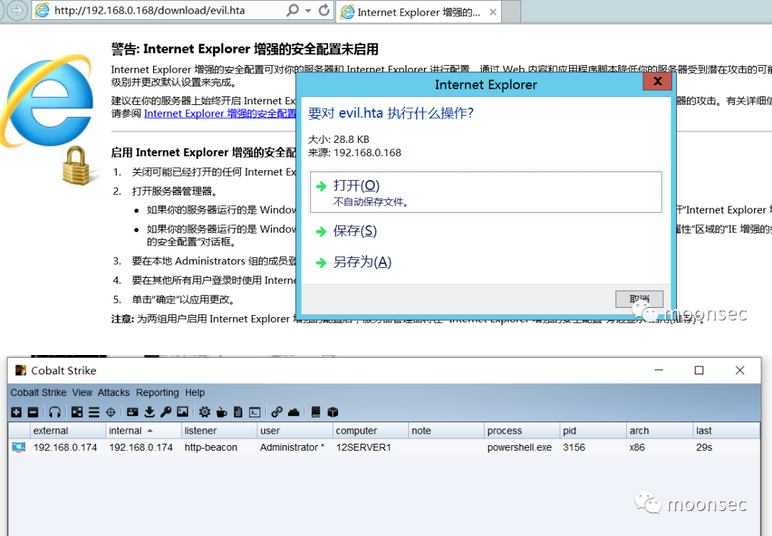 http://192.168.0.168/download/evil.hta
Internet Explorer 增强的...
警告: Internet Explorer 增强的安全配置未启用
Internet Explorer 增强的安全配置可对你的服务器和 Internet Explorer 进行配置，通过 Web 内容和应用程序脚本降低你的服务器受到潜在攻击的可能
级别并更改默认设置来完成。
建议在你的服务器上始终开启 Internet Ex
器的攻击。有关详细信
请参阅 Internet Explorer 增强的安全配置
启用 Internet Explorer 增强的安全配
1. 关闭可能已经打开的任何 Internet Ex
2. 打开服务器管理器。
如果你的服务器运行的是 Window
开"Internet Explorer 增
如果你的服务器运行的是 Window
属性"区域的"IE 增强的安
的安全配置"对话框。
3. 要在本地 Administrators 组的成员登
4. 要在其他所有用户登录时使用 Interne
5. 单击"确定"以应用更改。
注意: 为两组用户启用 Internet Explorer
Internet Explorer
X
要对 evil.hta 执行什么操作?
大小: 28.8 KB
来源: 192.168.0.168
打开(O)
不自动保存文件。
保存(S)
另存为(A)
取消
moonsec
Cobalt Strike
Cobalt Strike View Attacks Reporting Help
external internal listener user computer note process pid arch last
192.168.0.174 192.168.0.174 http-beacon Administrator * 12SERVER1 powershell.exe 3156 x86 29s
moonsec